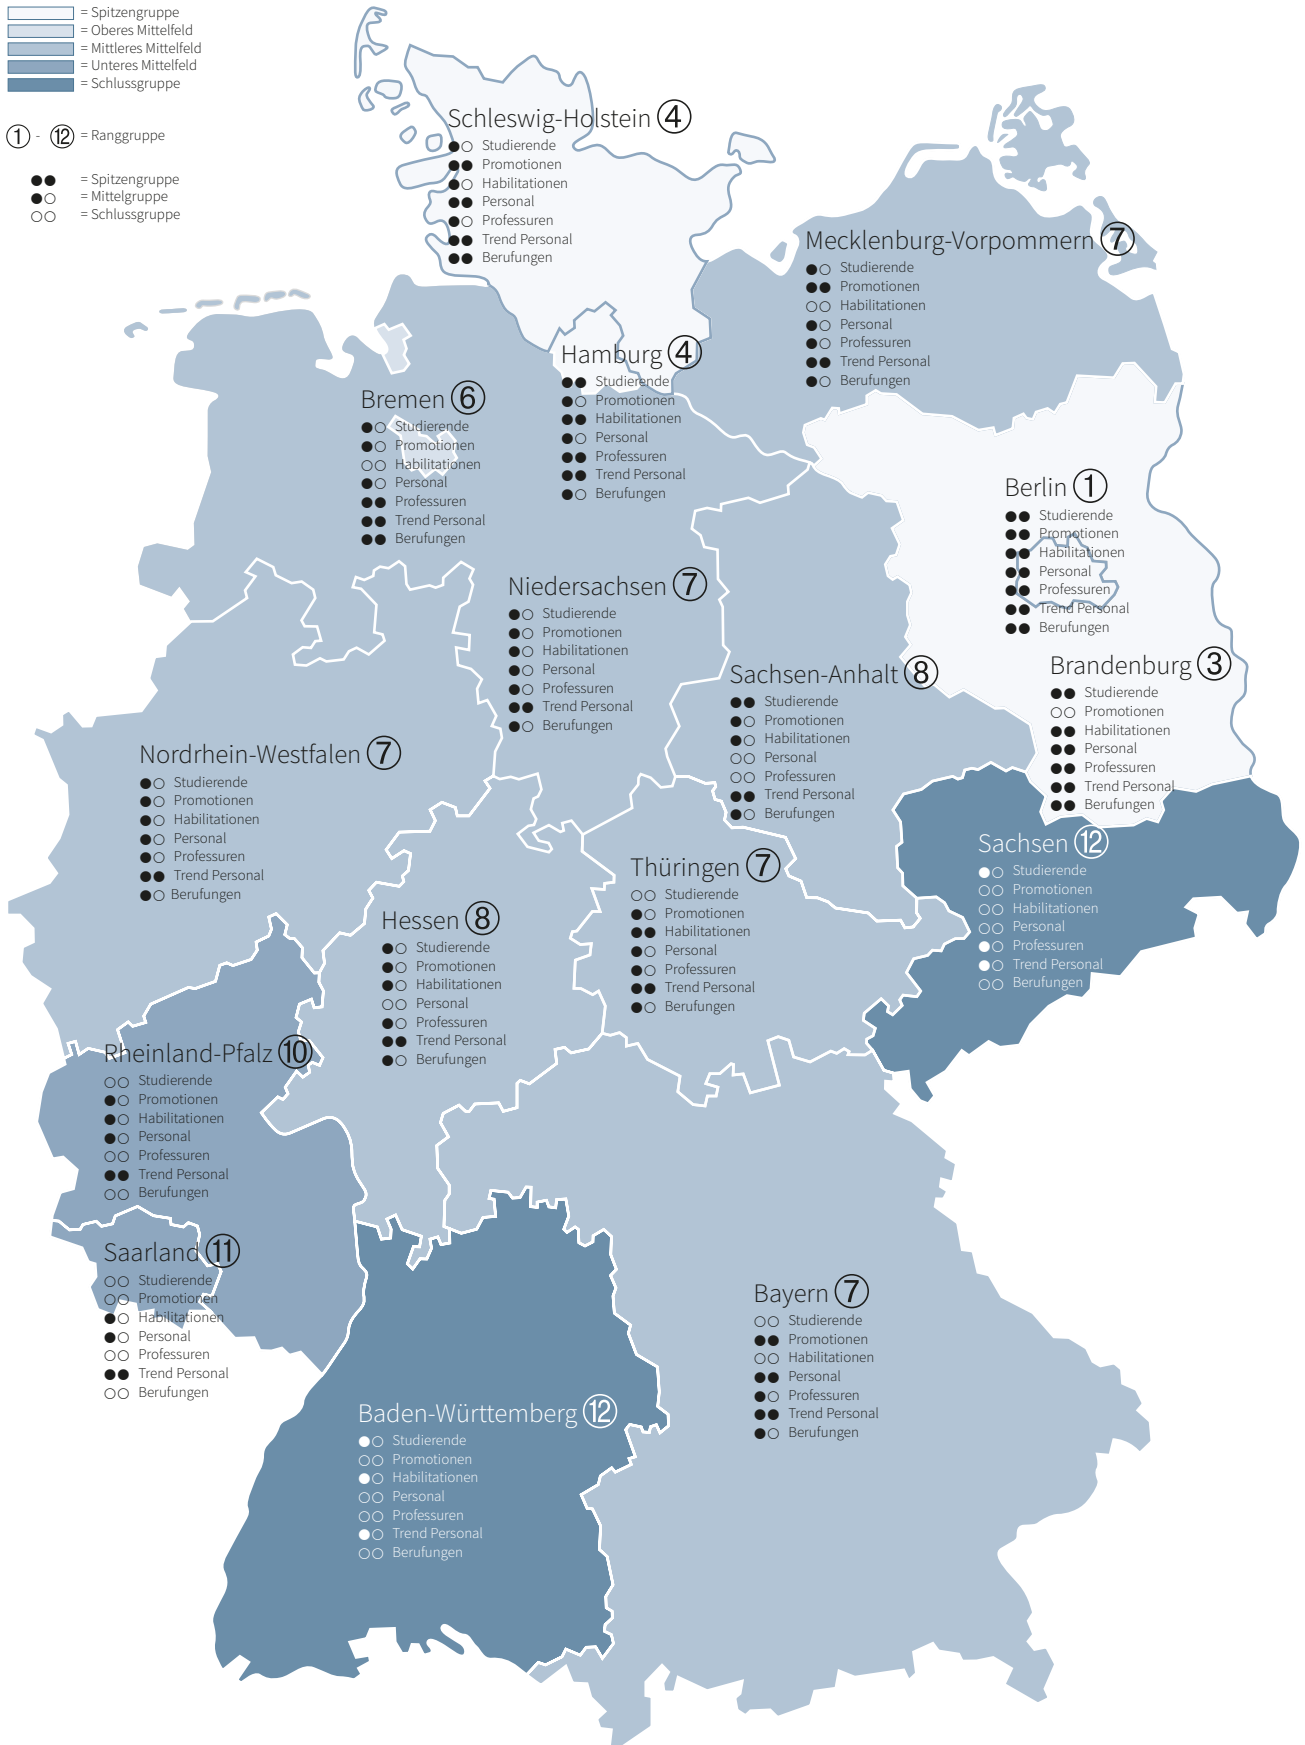 = Spitzengruppe
= Oberes Mittelfeld
= Mittleres Mittelfeld
= Unteres Mittelfeld
= Schlussgruppe
① - ⑫ = Ranggruppe
●● = Spitzengruppe
●○ = Mittelgruppe
○○ = Schlussgruppe
Schleswig-Holstein ④
●○ Studierende
●● Promotionen
●○ Habilitationen
●● Personal
●○ Professuren
●● Trend Personal
●● Berufungen
Mecklenburg-Vorpommern ⑦
●○ Studierende
●● Promotionen
○○ Habilitationen
●○ Personal
●○ Professuren
●● Trend Personal
●○ Berufungen
Hamburg ④
●● Studierende
●○ Promotionen
●● Habilitationen
●○ Personal
●● Professuren
●● Trend Personal
●○ Berufungen
Bremen ⑥
●○ Studierende
●○ Promotionen
○○ Habilitationen
●○ Personal
●● Professuren
●● Trend Personal
●● Berufungen
Berlin ①
●● Studierende
●● Promotionen
●● Habilitationen
●● Personal
●● Professuren
●● Trend Personal
●● Berufungen
Niedersachsen ⑦
●○ Studierende
●○ Promotionen
●○ Habilitationen
●○ Personal
●○ Professuren
●● Trend Personal
●○ Berufungen
Brandenburg ③
●● Studierende
○○ Promotionen
●● Habilitationen
●● Personal
●● Professuren
●● Trend Personal
●● Berufungen
Sachsen-Anhalt ⑧
●● Studierende
●○ Promotionen
●○ Habilitationen
○○ Personal
○○ Professuren
●● Trend Personal
●○ Berufungen
Nordrhein-Westfalen ⑦
●○ Studierende
●○ Promotionen
●○ Habilitationen
●○ Personal
●○ Professuren
●● Trend Personal
●○ Berufungen
Sachsen ⑫
●○ Studierende
○○ Promotionen
○○ Habilitationen
○○ Personal
●○ Professuren
●○ Trend Personal
○○ Berufungen
Thüringen ⑦
○○ Studierende
●○ Promotionen
●● Habilitationen
●○ Personal
●○ Professuren
●● Trend Personal
●○ Berufungen
Hessen ⑧
●○ Studierende
●○ Promotionen
●○ Habilitationen
○○ Personal
●○ Professuren
●● Trend Personal
●○ Berufungen
Rheinland-Pfalz ⑩
○○ Studierende
●○ Promotionen
●○ Habilitationen
●○ Personal
○○ Professuren
●● Trend Personal
○○ Berufungen
Saarland ⑪
○○ Studierende
○○ Promotionen
●○ Habilitationen
●○ Personal
○○ Professuren
●● Trend Personal
○○ Berufungen
Bayern ⑦
○○ Studierende
●● Promotionen
○○ Habilitationen
●● Personal
●○ Professuren
●● Trend Personal
●○ Berufungen
Baden-Württemberg ⑫
●○ Studierende
○○ Promotionen
●○ Habilitationen
○○ Personal
○○ Professuren
●○ Trend Personal
○○ Berufungen